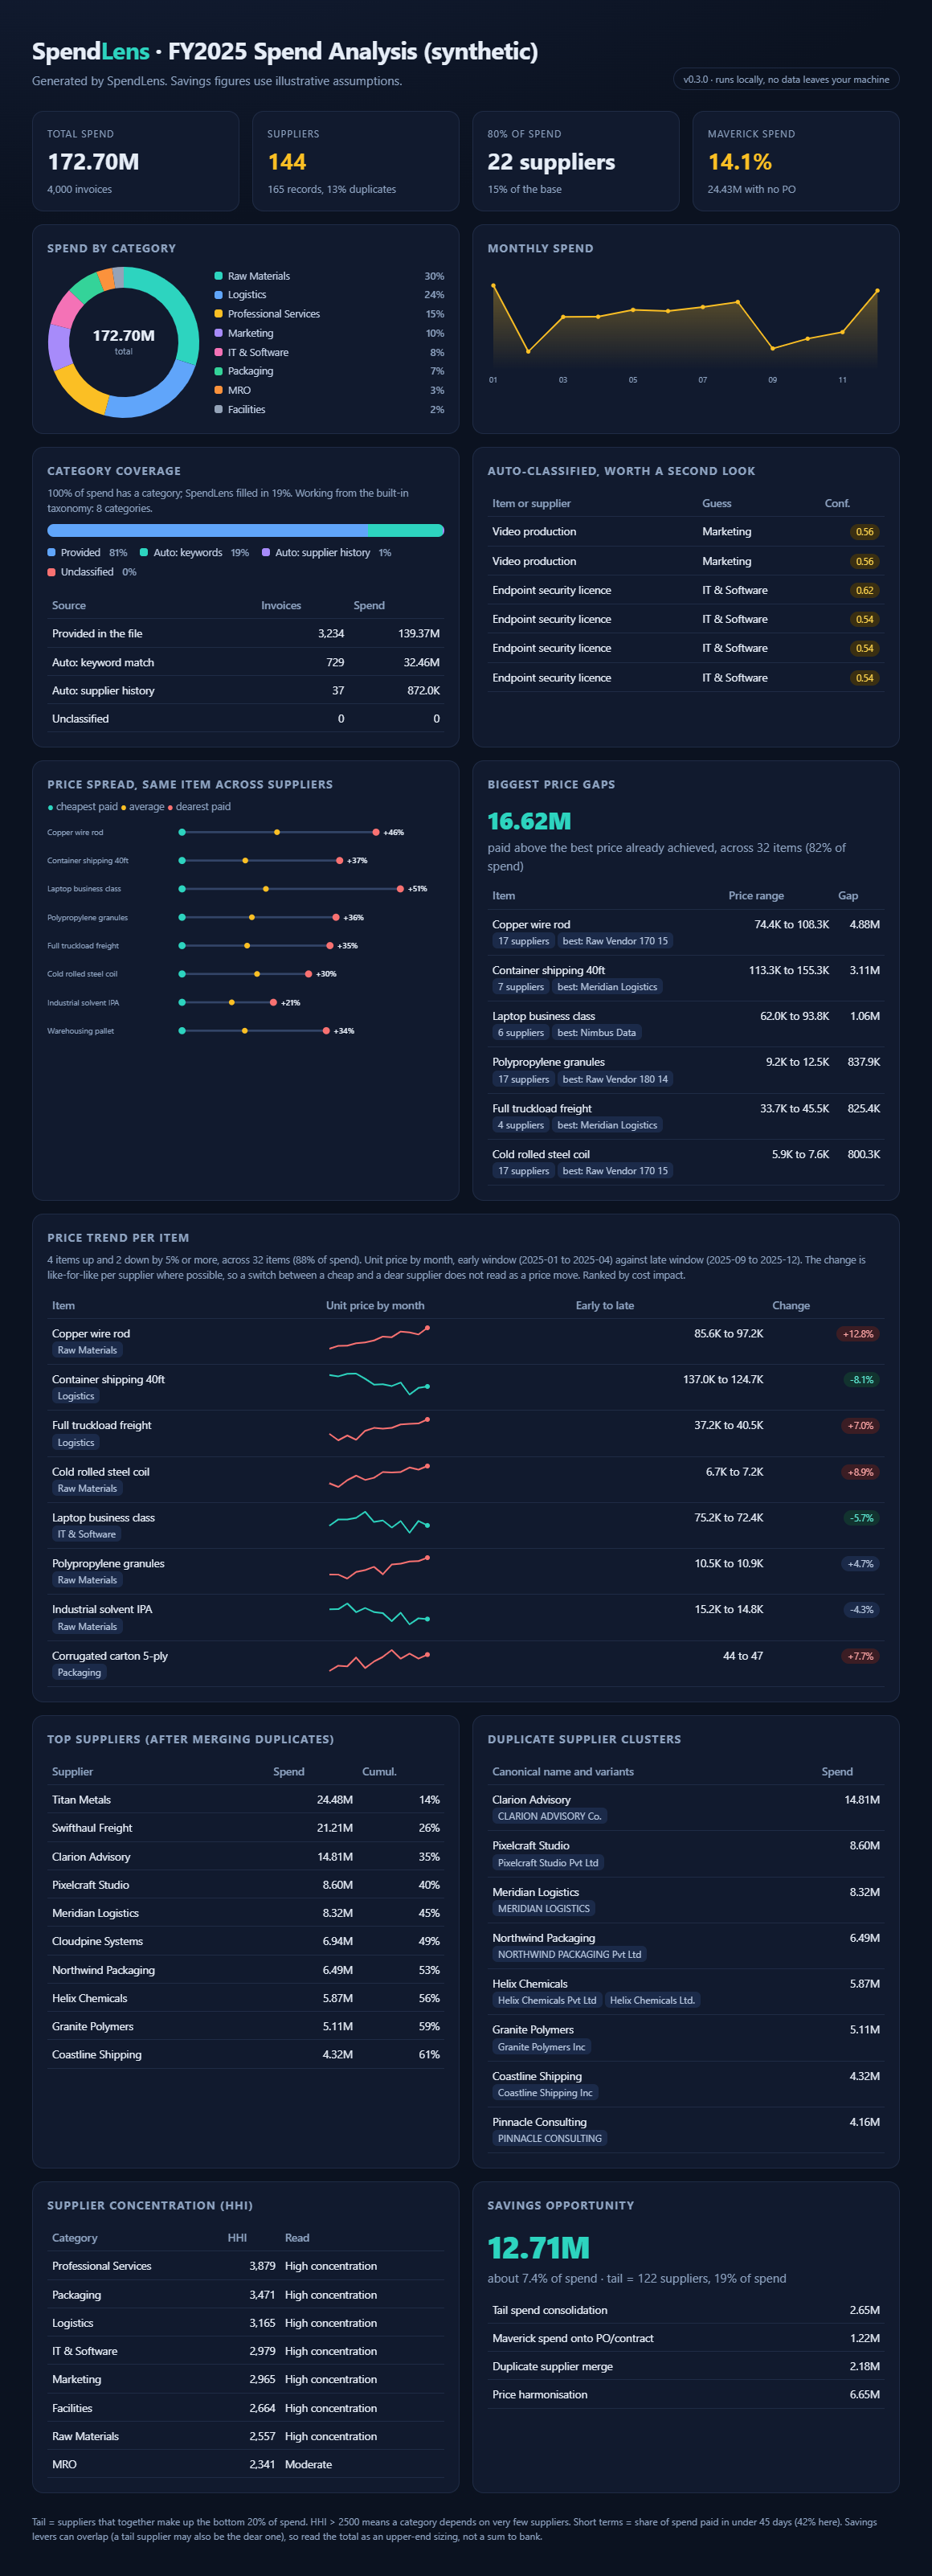 SpendLens · FY2025 Spend Analysis (synthetic)
Generated by SpendLens. Savings figures use illustrative assumptions.
v0.3.0 · runs locally, no data leaves your machine
TOTAL SPEND
172.70M
4,000 invoices
SUPPLIERS
144
165 records, 13% duplicates
80% OF SPEND
22 suppliers
15% of the base
MAVERICK SPEND
14.1%
24.43M with no PO
SPEND BY CATEGORY
172.70M
total
Raw Materials 30%
Logistics 24%
Professional Services 15%
Marketing 10%
IT & Software 8%
Packaging 7%
MRO 3%
Facilities 2%
MONTHLY SPEND
01 03 05 07 09 11
CATEGORY COVERAGE
100% of spend has a category; SpendLens filled in 19%. Working from the built-in
taxonomy: 8 categories.
Provided 81% Auto: keywords 19% Auto: supplier history 1%
Unclassified 0%
Source Invoices Spend
Provided in the file 3,234 139.37M
Auto: keyword match 729 32.46M
Auto: supplier history 37 872.0K
Unclassified 0 0
AUTO-CLASSIFIED, WORTH A SECOND LOOK
Item or supplier Guess Conf.
Video production Marketing 0.56
Video production Marketing 0.56
Endpoint security licence IT & Software 0.62
Endpoint security licence IT & Software 0.54
Endpoint security licence IT & Software 0.54
Endpoint security licence IT & Software 0.54
PRICE SPREAD, SAME ITEM ACROSS SUPPLIERS
● cheapest paid ● average ● dearest paid
Copper wire rod +46%
Container shipping 40ft +37%
Laptop business class +51%
Polypropylene granules +36%
Full truckload freight +35%
Cold rolled steel coil +30%
Industrial solvent IPA +21%
Warehousing pallet +34%
BIGGEST PRICE GAPS
16.62M
paid above the best price already achieved, across 32 items (82% of
spend)
Item Price range Gap
Copper wire rod 74.4K to 108.3K 4.88M
17 suppliers best: Raw Vendor 170 15
Container shipping 40ft 113.3K to 155.3K 3.11M
7 suppliers best: Meridian Logistics
Laptop business class 62.0K to 93.8K 1.06M
6 suppliers best: Nimbus Data
Polypropylene granules 9.2K to 12.5K 837.9K
17 suppliers best: Raw Vendor 180 14
Full truckload freight 33.7K to 45.5K 825.4K
4 suppliers best: Meridian Logistics
Cold rolled steel coil 5.9K to 7.6K 800.3K
17 suppliers best: Raw Vendor 170 15
PRICE TREND PER ITEM
4 items up and 2 down by 5% or more, across 32 items (88% of spend). Unit price by month, early window (2025-01 to 2025-04) against late window (2025-09 to 2025-12). The change is
like-for-like per supplier where possible, so a switch between a cheap and a dear supplier does not read as a price move. Ranked by cost impact.
Item Unit price by month Early to late Change
Copper wire rod 85.6K to 97.2K +12.8%
Raw Materials
Container shipping 40ft 137.0K to 124.7K -8.1%
Logistics
Full truckload freight 37.2K to 40.5K +7.0%
Logistics
Cold rolled steel coil 6.7K to 7.2K +8.9%
Raw Materials
Laptop business class 75.2K to 72.4K -5.7%
IT & Software
Polypropylene granules 10.5K to 10.9K +4.7%
Raw Materials
Industrial solvent IPA 15.2K to 14.8K -4.3%
Raw Materials
Corrugated carton 5-ply 44 to 47 +7.7%
Packaging
TOP SUPPLIERS (AFTER MERGING DUPLICATES)
Supplier Spend Cumul.
Titan Metals 24.48M 14%
Swifthaul Freight 21.21M 26%
Clarion Advisory 14.81M 35%
Pixelcraft Studio 8.60M 40%
Meridian Logistics 8.32M 45%
Cloudpine Systems 6.94M 49%
Northwind Packaging 6.49M 53%
Helix Chemicals 5.87M 56%
Granite Polymers 5.11M 59%
Coastline Shipping 4.32M 61%
DUPLICATE SUPPLIER CLUSTERS
Canonical name and variants Spend
Clarion Advisory 14.81M
CLARION ADVISORY Co.
Pixelcraft Studio 8.60M
Pixelcraft Studio Pvt Ltd
Meridian Logistics 8.32M
MERIDIAN LOGISTICS
Northwind Packaging 6.49M
NORTHWIND PACKAGING Pvt Ltd
Helix Chemicals 5.87M
Helix Chemicals Pvt Ltd Helix Chemicals Ltd.
Granite Polymers 5.11M
Granite Polymers Inc
Coastline Shipping 4.32M
Coastline Shipping Inc
Pinnacle Consulting 4.16M
PINNACLE CONSULTING
SUPPLIER CONCENTRATION (HHI)
Category HHI Read
Professional Services 3,879 High concentration
Packaging 3,471 High concentration
Logistics 3,165 High concentration
IT & Software 2,979 High concentration
Marketing 2,965 High concentration
Facilities 2,664 High concentration
Raw Materials 2,557 High concentration
MRO 2,341 Moderate
SAVINGS OPPORTUNITY
12.71M
about 7.4% of spend · tail = 122 suppliers, 19% of spend
Tail spend consolidation 2.65M
Maverick spend onto PO/contract 1.22M
Duplicate supplier merge 2.18M
Price harmonisation 6.65M
Tail = suppliers that together make up the bottom 20% of spend. HHI > 2500 means a category depends on very few suppliers. Short terms = share of spend paid in under 45 days (42% here). Savings
levers can overlap (a tail supplier may also be the dear one), so read the total as an upper-end sizing, not a sum to bank.